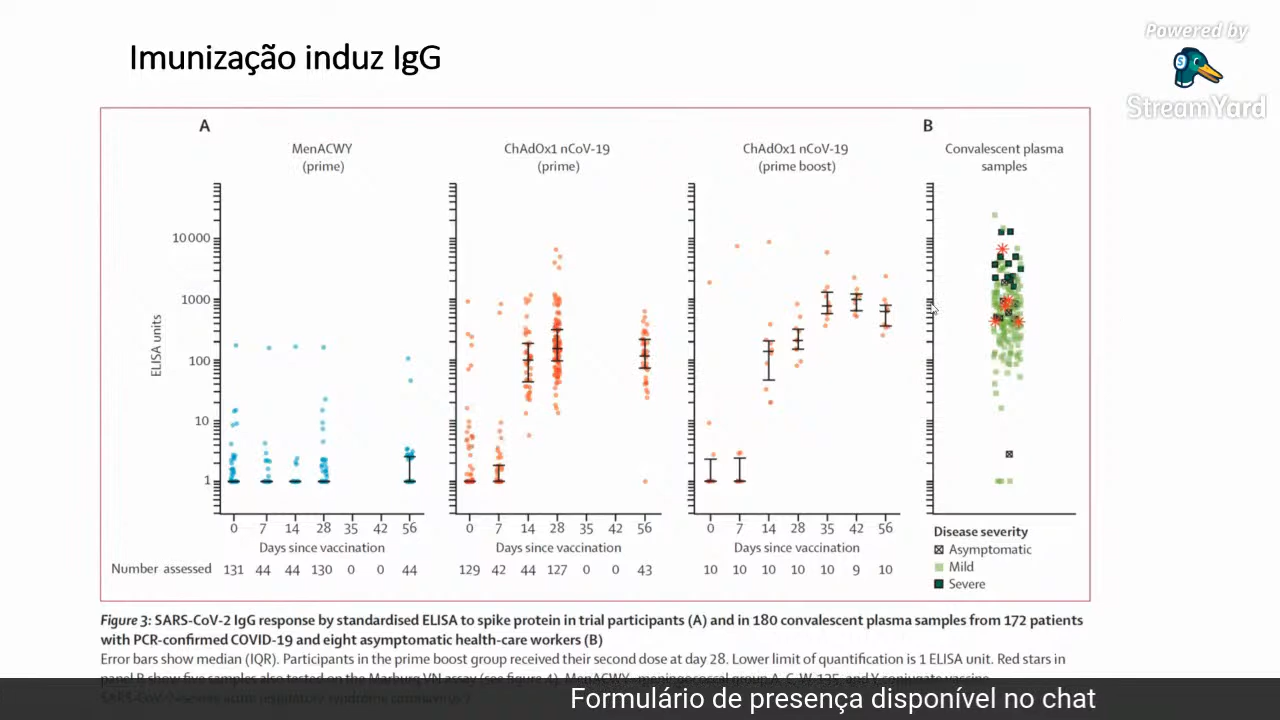 Imunização induz IgG
Powered by
StreamYard
A
B
MenACWY
(prime)
ChAdOx1 nCoV-19
(prime)
ChAdOx1 nCoV-19
(prime boost)
Convalescent plasma
samples
ELISA units
10 000
1000
100
10
1
0 7 14 28 35 42 56
0 7 14 28 35 42 56
0 7 14 28 35 42 56
Days since vaccination
Days since vaccination
Days since vaccination
Number assessed 131 44 44 130 0 0 44
129 42 44 127 0 0 43
10 10 10 10 10 9 10
Disease severity
Asymptomatic
Mild
Severe
Figure 3: SARS-CoV-2 IgG response by standardised ELISA to spike protein in trial participants (A) and in 180 convalescent plasma samples from 172 patients
with PCR-confirmed COVID-19 and eight asymptomatic health-care workers (B)
Error bars show median (IQR). Participants in the prime boost group received their second dose at day 28. Lower limit of quantification is 1 ELISA unit. Red stars in
panel B show five samples also tested on the Marburg VN assay (see figure 4). MenACWY=meningococcal group A, C, W-135, and Y conjugate vaccine.
SARS-CoV-2=severe acute respiratory syndrome coronavirus 2.
Formulário de presença disponível no chat